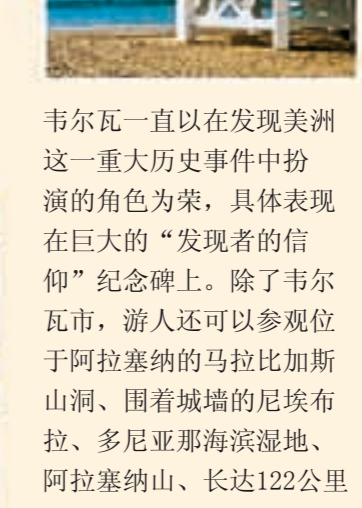 韦尔瓦一直以在发现美洲
这一重大历史事件中扮
演的角色为荣，具体表现
在巨大的“发现者的信
仰”纪念碑上。除了韦尔
瓦市，游人还可以参观位
于阿拉塞纳的马拉比加斯
山洞、围着城墙的尼埃布
拉、多尼亚那海滨湿地、
阿拉塞纳山、长达122公里